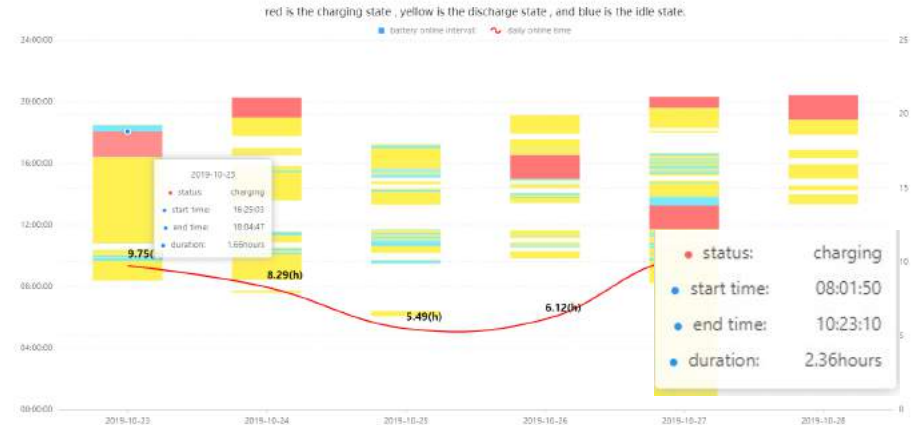 red is the charging state , yellow is the discharge state , and blue is the idle state.
battery online interval daily online time
24:00:00
20:00:00
16:00:00
12:00:00
08:00:00
04:00:00
00:00:00
25
20
15
10
5
0
2019-10-23
status: charging
start time: 16:25:03
end time: 18:04:47
duration: 1.66hours
9.75(
8.29(h)
5.49(h)
6.12(h)
status: charging
start time: 08:01:50
end time: 10:23:10
duration: 2.36hours
2019-10-23 2019-10-24 2019-10-25 2019-10-26 2019-10-27 2019-10-28